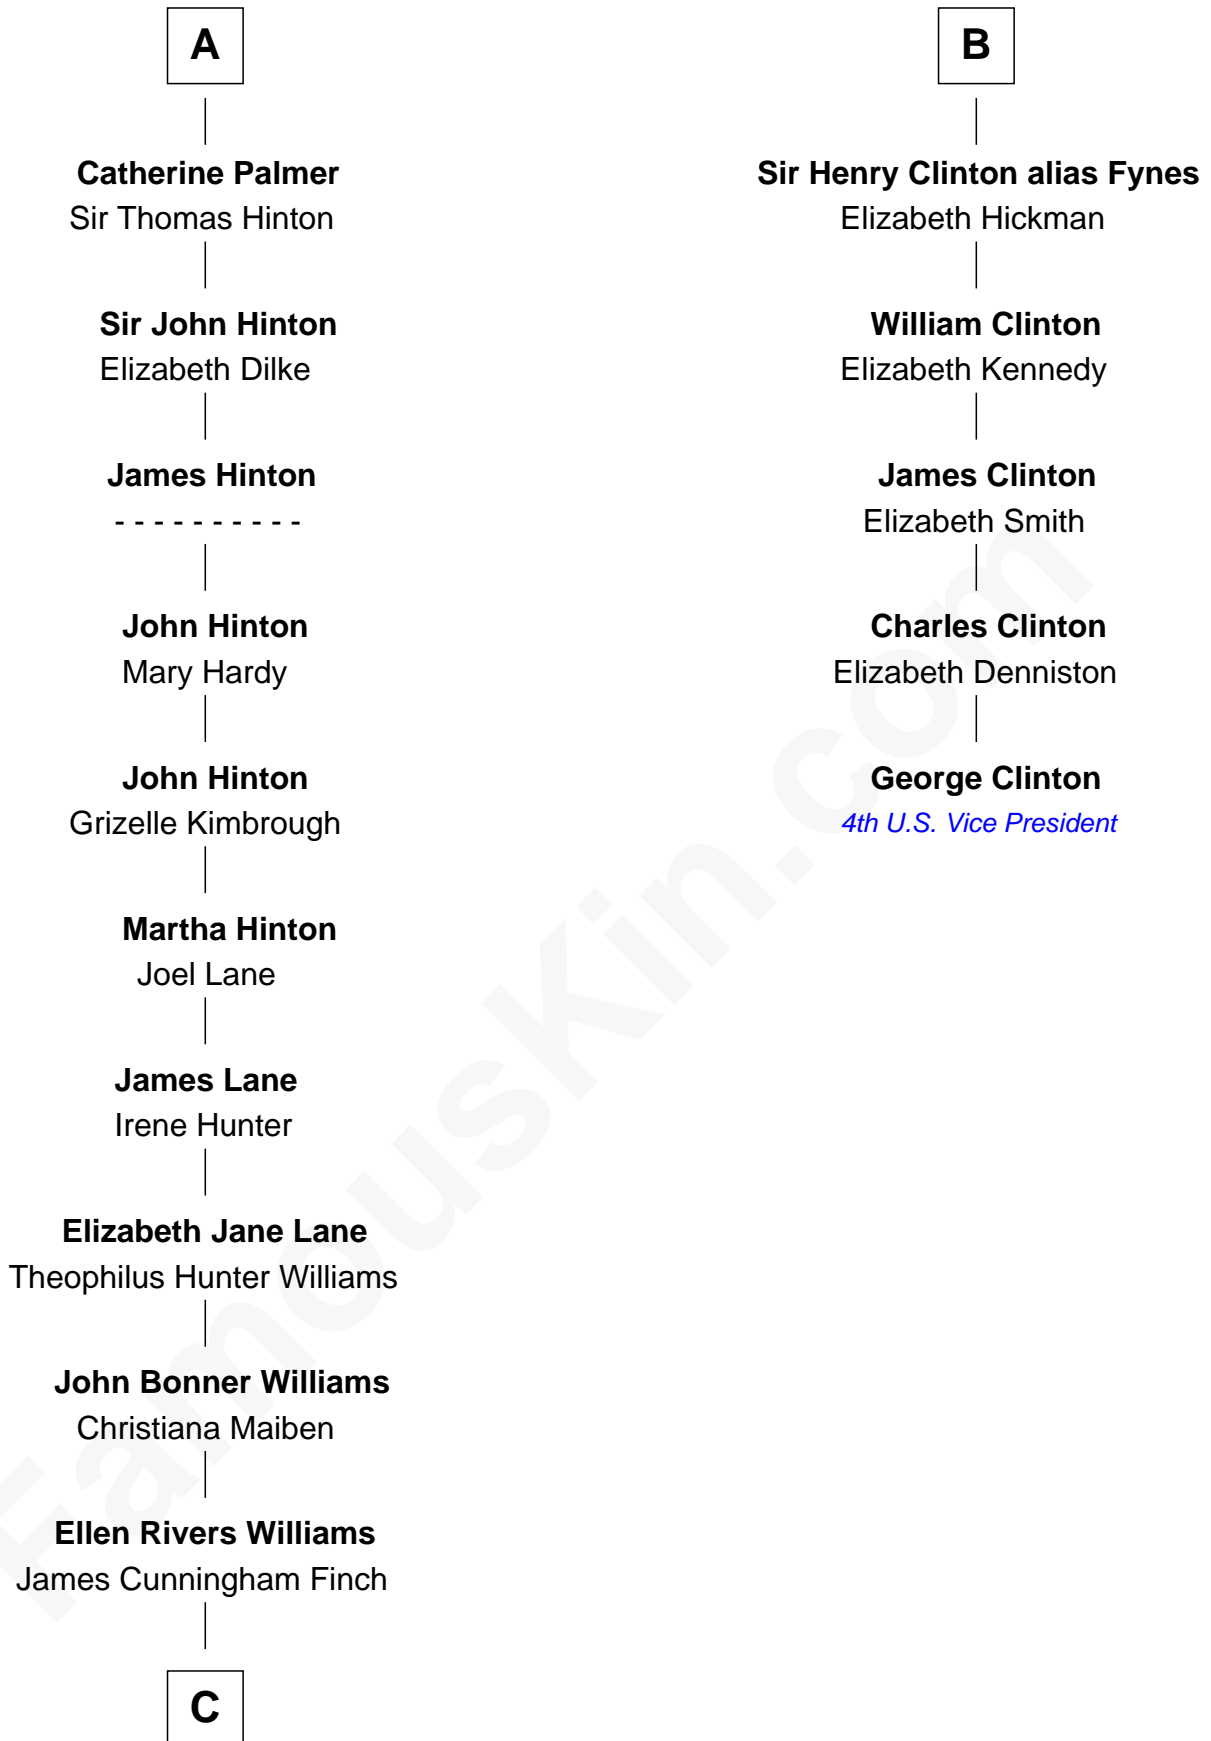 A
Catherine Palmer
Sir Thomas Hinton
Sir John Hinton
Elizabeth Dilke
James Hinton
- - - - - - - - - -
John Hinton
Mary Hardy
John Hinton
Grizelle Kimbrough
Martha Hinton
Joel Lane
James Lane
Irene Hunter
Elizabeth Jane Lane
Theophilus Hunter Williams
John Bonner Williams
Christiana Maiben
Ellen Rivers Williams
James Cunningham Finch
C
B
Sir Henry Clinton alias Fynes
Elizabeth Hickman
William Clinton
Elizabeth Kennedy
James Clinton
Elizabeth Smith
Charles Clinton
Elizabeth Denniston
George Clinton
4th U.S. Vice President
FamousKin.com